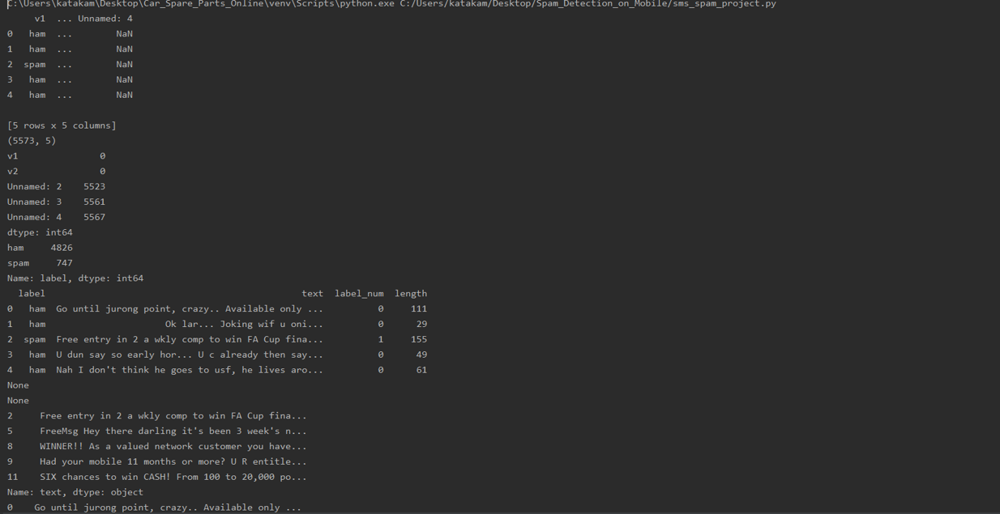 C:\Users\katakam\Desktop\Car_Spare_Parts_Online\venv\Scripts\python.exe C:/Users/katakam/Desktop/Spam_Detection_on_Mobile/sms_spam_project.py
     v1  ... Unnamed: 4
0   ham  ...        NaN
1   ham  ...        NaN
2  spam  ...        NaN
3   ham  ...        NaN
4   ham  ...        NaN
[5 rows x 5 columns]
(5573, 5)
v1               0
v2               0
Unnamed: 2    5523
Unnamed: 3    5561
Unnamed: 4    5567
dtype: int64
ham     4826
spam     747
Name: label, dtype: int64
  label                                               text  label_num  length
0   ham  Go until jurong point, crazy.. Available only ...          0     111
1   ham                      Ok lar... Joking wif u oni...          0      29
2  spam  Free entry in 2 a wkly comp to win FA Cup fina...          1     155
3   ham  U dun say so early hor... U c already then say...          0      49
4   ham  Nah I don't think he goes to usf, he lives aro...          0      61
None
None
2     Free entry in 2 a wkly comp to win FA Cup fina...
5     FreeMsg Hey there darling it's been 3 week's n...
8     WINNER!! As a valued network customer you have...
9     Had your mobile 11 months or more? U R entitle...
11    SIX chances to win CASH! From 100 to 20,000 po...
Name: text, dtype: object
0    Go until jurong point, crazy.. Available only ...